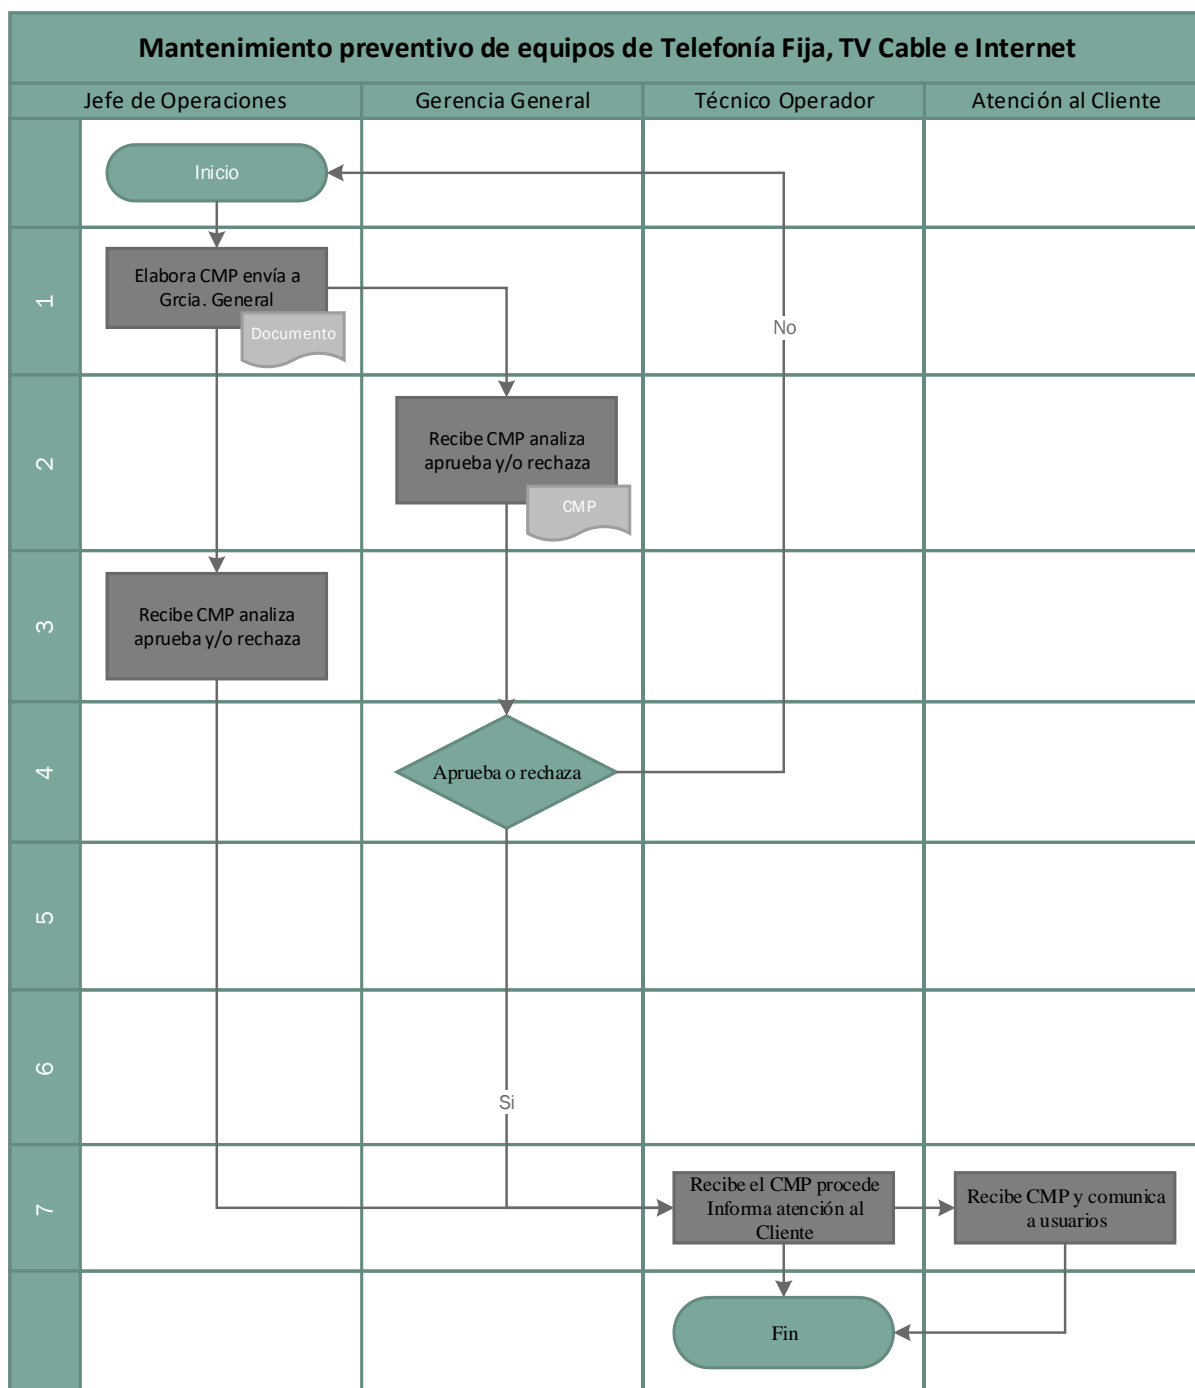 Mantenimiento preventivo de equipos de Telefonía Fija, TV Cable e Internet
Jefe de Operaciones
Gerencia General
Técnico Operador
Atención al Cliente
Inicio
1
Elabora CMP envía a
Grcia. General
Documento
No
2
Recibe CMP analiza
aprueba y/o rechaza
CMP
3
Recibe CMP analiza
aprueba y/o rechaza
4
Aprueba o rechaza
5
6
Si
7
Recibe el CMP procede
Informa atención al
Cliente
Recibe CMP y comunica
a usuarios
Fin